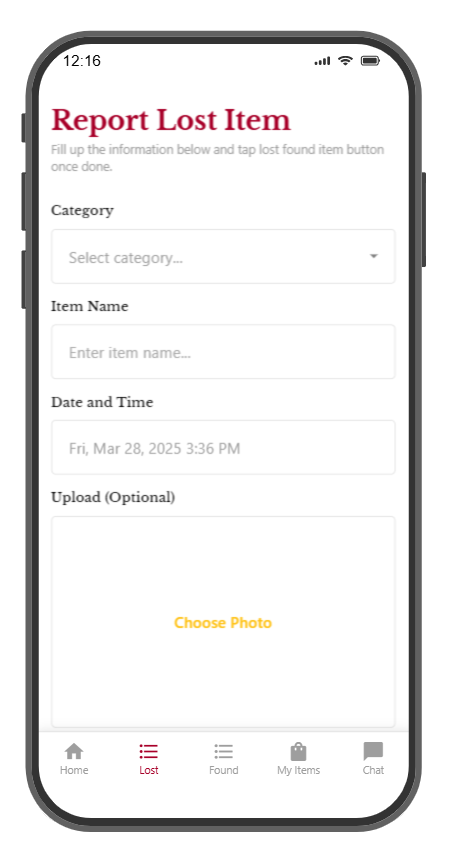 12:16
Report Lost Item
Fill up the information below and tap lost found item button
once done.
Category
Select category...
Item Name
Enter item name...
Date and Time
Fri, Mar 28, 2025 3:36 PM
Upload (Optional)
Choose Photo
Home Lost Found My Items Chat